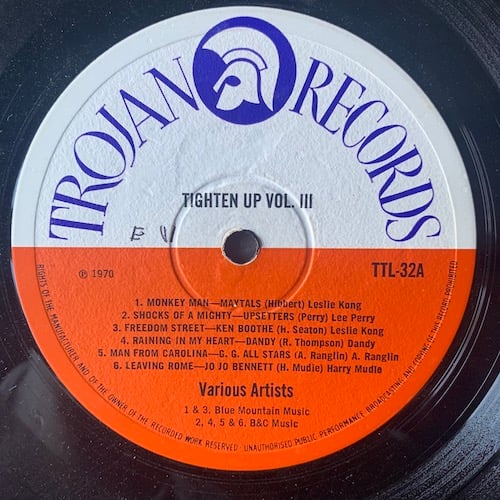 TROJAN RECORDS
TIGHTEN UP VOL. III
℗ 1970
TTL-32A
1. MONKEY MAN—MAYTALS (Hibbert) Leslie Kong
2. SHOCKS OF A MIGHTY—UPSETTERS (Perry) Lee Perry
3. FREEDOM STREET—KEN BOOTHE (H. Seaton) Leslie Kong
4. RAINING IN MY HEART—DANDY (R. Thompson) Dandy
5. MAN FROM CAROLINA—G. G. ALL STARS (A. Ranglin) A. Ranglin
6. LEAVING ROME—JO JO BENNETT (H. Mudie) Harry Mudie
Various Artists
1 & 3. Blue Mountain Music
2, 4, 5 & 6. B&C Music
RIGHTS OF THE MANUFACTURER AND OF THE OWNER OF THE RECORDED WORK RESERVED · UNAUTHORISED PUBLIC PERFORMANCE, BROADCASTING AND COPYING OF THIS RECORD PROHIBITED